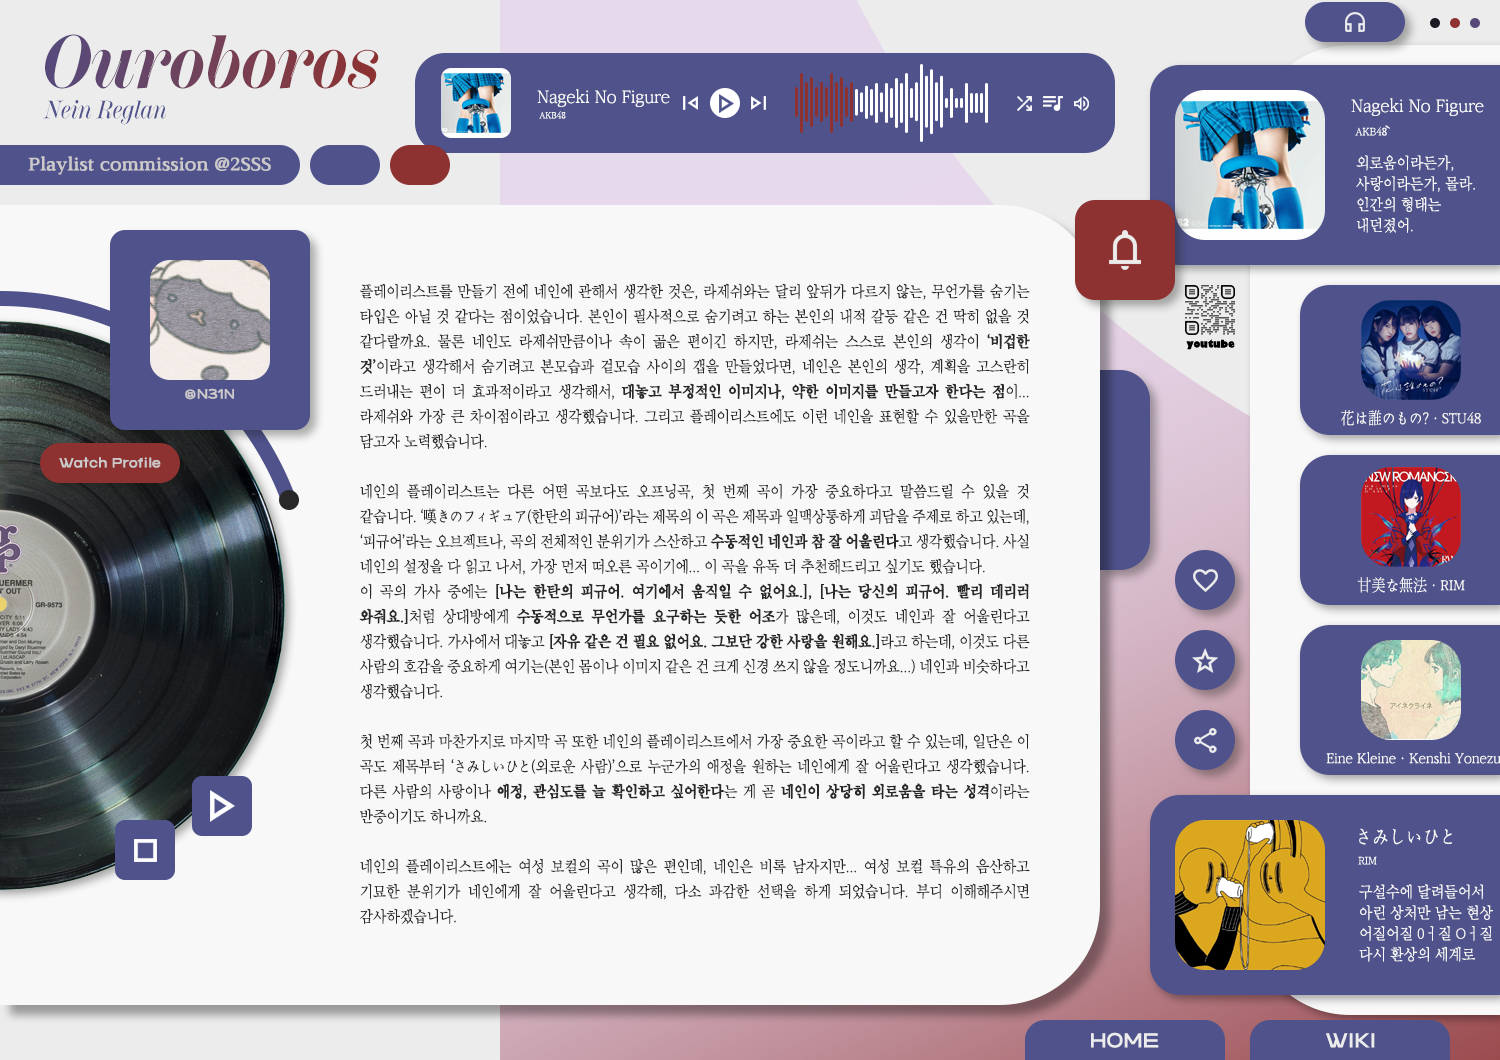 Ouroboros
Nein Reglan
Playlist commission @2SSS
Nageki No Figure
AKB48
Nageki No Figure
AKB48
외로움이라든가,
사랑이라든가, 몰라.
인간의 형태는
내던졌어.
youtube
@N31N
Watch Profile
GR-9573
플레이리스트를 만들기 전에 네인에 관해서 생각한 것은, 라제쉬와는 달리 앞뒤가 다르지 않는, 무언가를 숨기는
타입은 아닐 것 같다는 점이었습니다. 본인이 필사적으로 숨기려고 하는 본인의 내적 갈등 같은 건 딱히 없을 것
같다랄까요. 물론 네인도 라제쉬만큼이나 속이 곪은 편이긴 하지만, 라제쉬는 스스로 본인의 생각이 ‘비겁한
것’이라고 생각해서 숨기려고 본모습과 겉모습 사이의 갭을 만들었다면, 네인은 본인의 생각, 계획을 고스란히
드러내는 편이 더 효과적이라고 생각해서, 대놓고 부정적인 이미지나, 약한 이미지를 만들고자 한다는 점이...
라제쉬와 가장 큰 차이점이라고 생각했습니다. 그리고 플레이리스트에도 이런 네인을 표현할 수 있을만한 곡을
담고자 노력했습니다.
네인의 플레이리스트는 다른 어떤 곡보다도 오프닝곡, 첫 번째 곡이 가장 중요하다고 말씀드릴 수 있을 것
같습니다. ‘嘆きのフィギュア(한탄의 피규어)’라는 제목의 이 곡은 제목과 일맥상통하게 괴담을 주제로 하고 있는데,
‘피규어’라는 오브제트나, 곡의 전체적인 분위기가 스산하고 수동적인 네인과 참 잘 어울린다고 생각했습니다. 사실
네인의 설정을 다 읽고 나서, 가장 먼저 떠오른 곡이기에... 이 곡을 유독 더 추천해드리고 싶기도 했습니다.
이 곡의 가사 중에는 [나는 한탄의 피규어. 여기에서 움직일 수 없어요.], [나는 당신의 피규어. 빨리 데리러
와줘요.]처럼 상대방에게 수동적으로 무언가를 요구하는 듯한 어조가 많은데, 이것도 네인과 잘 어울린다고
생각했습니다. 가사에서 대놓고 [자유 같은 건 필요 없어요. 그보단 강한 사랑을 원해요.]라고 하는데, 이것도 다른
사람의 호감을 중요하게 여기는(본인 몸이나 이미지 같은 건 크게 신경 쓰지 않을 정도니까요...) 네인과 비슷하다고
생각했습니다.
첫 번째 곡과 마찬가지로 마지막 곡 또한 네인의 플레이리스트에서 가장 중요한 곡이라고 할 수 있는데, 일단은 이
곡도 제목부터 ‘さみしいひと(외로운 사람)’으로 누군가의 애정을 원하는 네인에게 잘 어울린다고 생각했습니다.
다른 사람의 사랑이나 애정, 관심도를 늘 확인하고 싶어한다는 게 곧 네인이 상당히 외로움을 타는 성격이라는
반증이기도 하니까요.
네인의 플레이리스트에는 여성 보컬의 곡이 많은 편인데, 네인은 비록 남자지만... 여성 보컬 특유의 음산하고
기묘한 분위기가 네인에게 잘 어울린다고 생각해, 다소 과감한 선택을 하게 되었습니다. 부디 이해해주시면
감사하겠습니다.
花は誰のもの? · STU48
NEW ROMANCER
甘美な無法 · RIM
アイネクライネ
Eine Kleine · Kenshi Yonezu
さみしいひと
RIM
구설수에 달려들어서
아린 상처만 남는 현상
어질어질 0ㅓ질 Oㅓ질
다시 환상의 세계로
HOME
WIKI